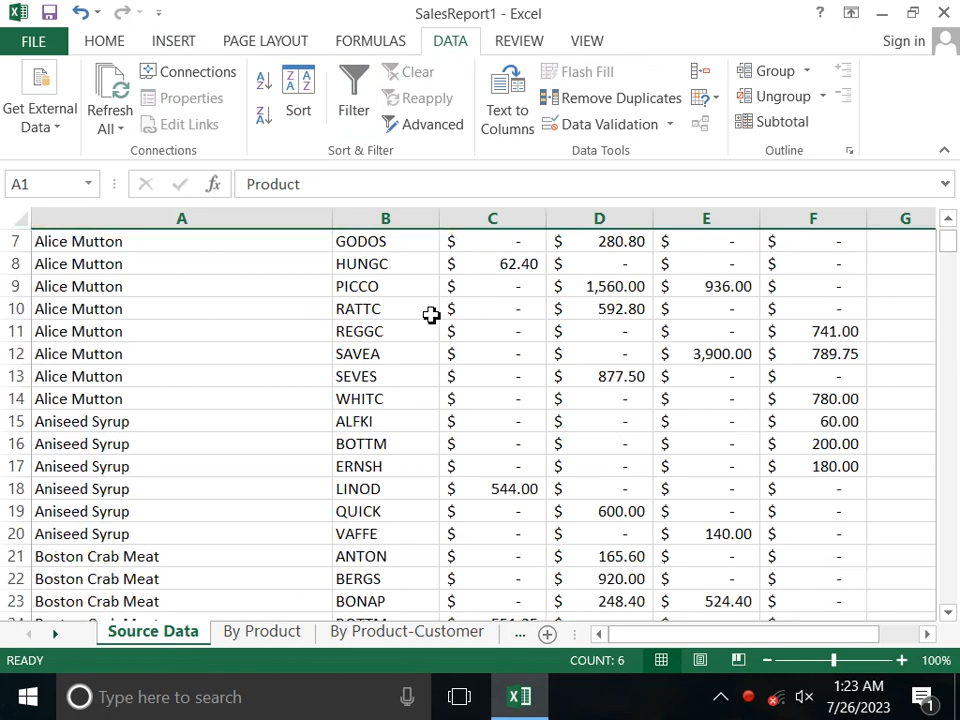 SalesReport1 - Excel
?
FILE HOME INSERT PAGE LAYOUT FORMULAS DATA REVIEW VIEW Sign in
Get External Data
Refresh All
Connections
Properties
Edit Links
Connections
Sort
Filter
Clear
Reapply
Advanced
Sort & Filter
Text to Columns
Flash Fill
Remove Duplicates
Data Validation
Data Tools
Group
Ungroup
Subtotal
Outline
A1 fx Product
A B C D E F G
7 Alice Mutton GODOS $ - $ 280.80 $ - $ -
8 Alice Mutton HUNGC $ 62.40 $ - $ - $ -
9 Alice Mutton PICCO $ - $ 1,560.00 $ 936.00 $ -
10 Alice Mutton RATTC $ - $ 592.80 $ - $ -
11 Alice Mutton REGGC $ - $ - $ - $ 741.00
12 Alice Mutton SAVEA $ - $ - $ 3,900.00 $ 789.75
13 Alice Mutton SEVES $ - $ 877.50 $ - $ -
14 Alice Mutton WHITC $ - $ - $ - $ 780.00
15 Aniseed Syrup ALFKI $ - $ - $ - $ 60.00
16 Aniseed Syrup BOTTM $ - $ - $ - $ 200.00
17 Aniseed Syrup ERNSH $ - $ - $ - $ 180.00
18 Aniseed Syrup LINOD $ 544.00 $ - $ - $ -
19 Aniseed Syrup QUICK $ - $ 600.00 $ - $ -
20 Aniseed Syrup VAFFE $ - $ - $ 140.00 $ -
21 Boston Crab Meat ANTON $ - $ 165.60 $ - $ -
22 Boston Crab Meat BERGS $ - $ 920.00 $ - $ -
23 Boston Crab Meat BONAP $ - $ 248.40 $ 524.40 $ -
Source Data By Product By Product-Customer ...
READY COUNT: 6 100%
Type here to search
1:23 AM
7/26/2023
1